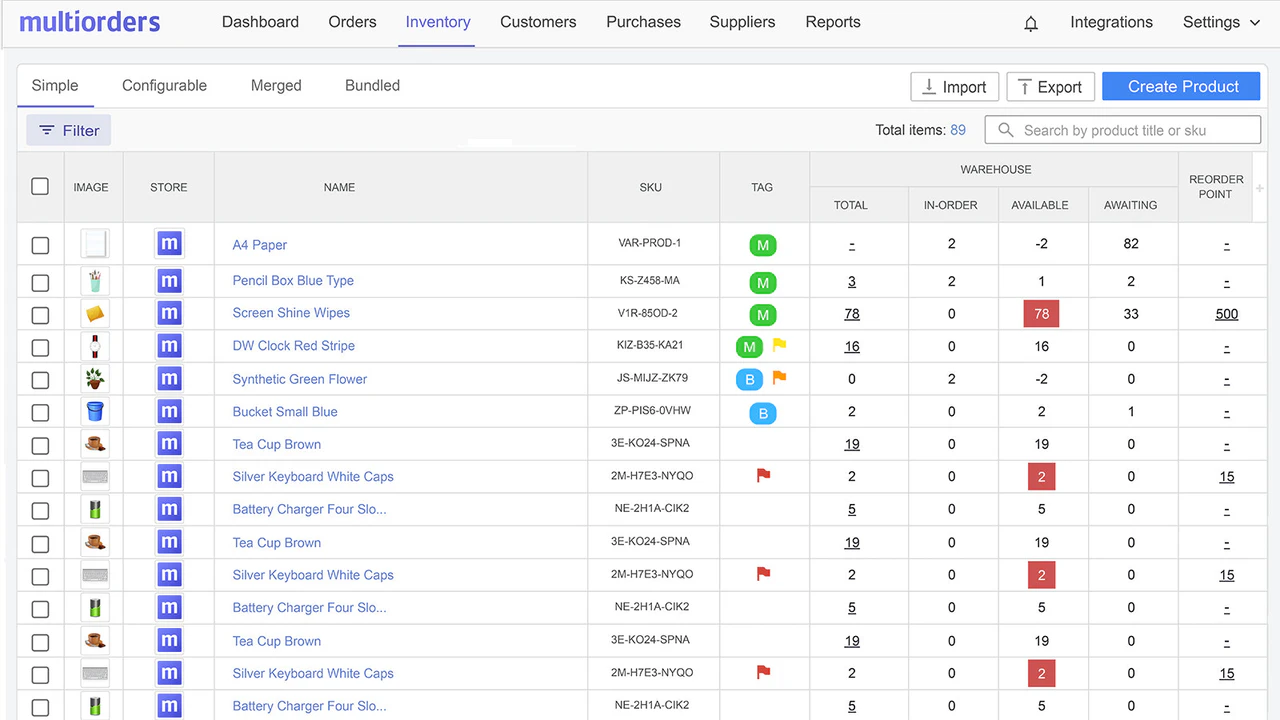 multiorders Dashboard Orders Inventory Customers Purchases Suppliers Reports Integrations Settings
Simple Configurable Merged Bundled Import Export Create Product
Filter Total items: 89 Search by product title or sku
IMAGE STORE NAME SKU TAG WAREHOUSE REORDER POINT
TOTAL IN-ORDER AVAILABLE AWAITING
m A4 Paper VAR-PROD-1 M - 2 -2 82 -
m Pencil Box Blue Type KS-Z458-MA M 3 2 1 2 -
m Screen Shine Wipes V1R-85OD-2 M 78 0 78 33 500
m DW Clock Red Stripe KIZ-B35-KA21 M 16 0 16 0 -
m Synthetic Green Flower JS-MIJZ-ZK79 B 0 2 -2 0 -
m Bucket Small Blue ZP-PIS6-0VHW B 2 0 2 1 -
m Tea Cup Brown 3E-KO24-SPNA 19 0 19 0 -
m Silver Keyboard White Caps 2M-H7E3-NYQO 2 0 2 0 15
m Battery Charger Four Slo... NE-2H1A-CIK2 5 0 5 0 -
m Tea Cup Brown 3E-KO24-SPNA 19 0 19 0 -
m Silver Keyboard White Caps 2M-H7E3-NYQO 2 0 2 0 15
m Battery Charger Four Slo... NE-2H1A-CIK2 5 0 5 0 -
m Tea Cup Brown 3E-KO24-SPNA 19 0 19 0 -
m Silver Keyboard White Caps 2M-H7E3-NYQO 2 0 2 0 15
m Battery Charger Four Slo... NE-2H1A-CIK2 5 0 5 0 -